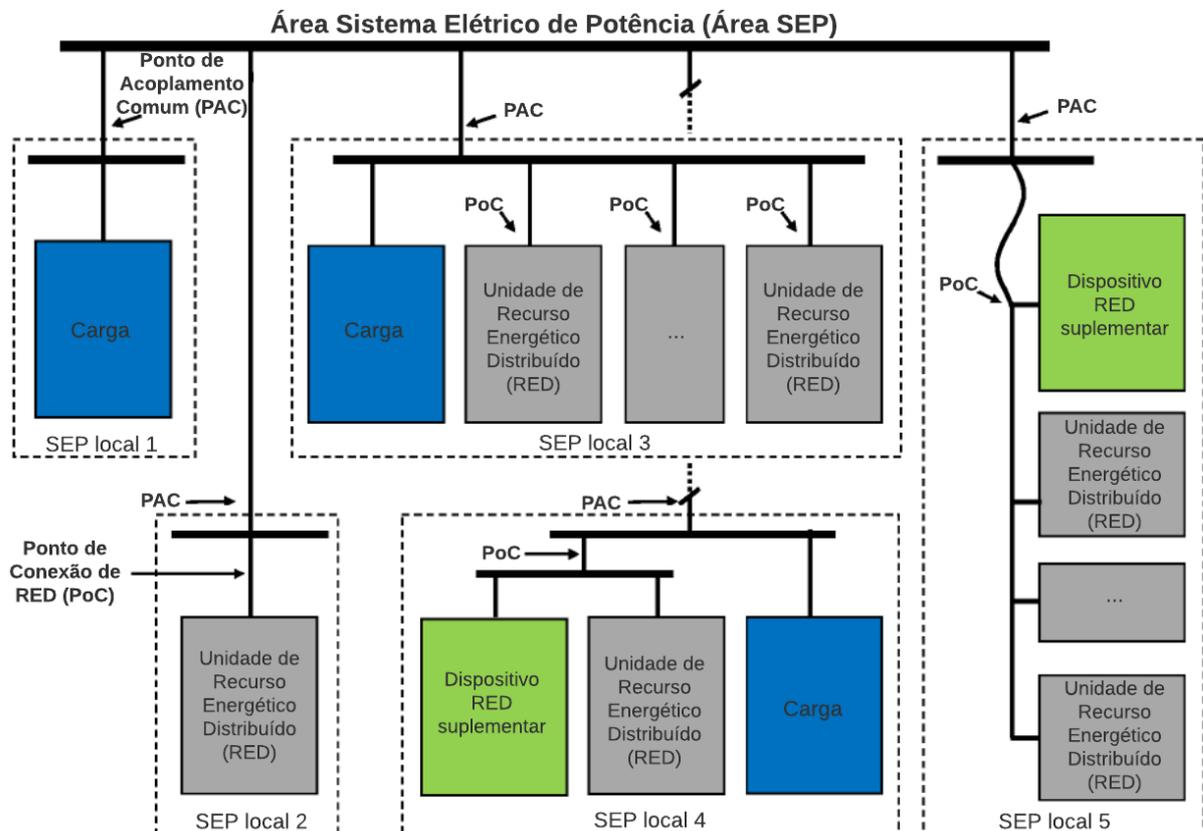 Área Sistema Elétrico de Potência (Área SEP)
Ponto de
Acoplamento
Comum (PAC)
PAC
PAC
PoC
PoC
PoC
Carga
SEP local 1
Carga
Unidade de
Recurso
Energético
Distribuído
(RED)
...
Unidade de
Recurso
Energético
Distribuído
(RED)
SEP local 3
PoC
Dispositivo
RED
suplementar
Unidade de
Recurso
Energético
Distribuído
(RED)
...
Unidade de
Recurso
Energético
Distribuído
(RED)
SEP local 5
PAC
Ponto de
Conexão de
RED (PoC)
Unidade de
Recurso
Energético
Distribuído
(RED)
SEP local 2
PAC
PoC
Dispositivo
RED
suplementar
Unidade de
Recurso
Energético
Distribuído
(RED)
Carga
SEP local 4